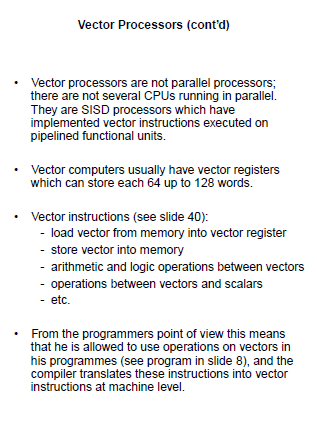 Vector Processors (cont'd)
• Vector processors are not parallel processors;
there are not several CPUs running in parallel.
They are SISD processors which have
implemented vector instructions executed on
pipelined functional units.
• Vector computers usually have vector registers
which can store each 64 up to 128 words.
• Vector instructions (see slide 40):
- load vector from memory into vector register
- store vector into memory
- arithmetic and logic operations between vectors
- operations between vectors and scalars
- etc.
• From the programmers point of view this means
that he is allowed to use operations on vectors in
his programmes (see program in slide 8), and the
compiler translates these instructions into vector
instructions at machine level.